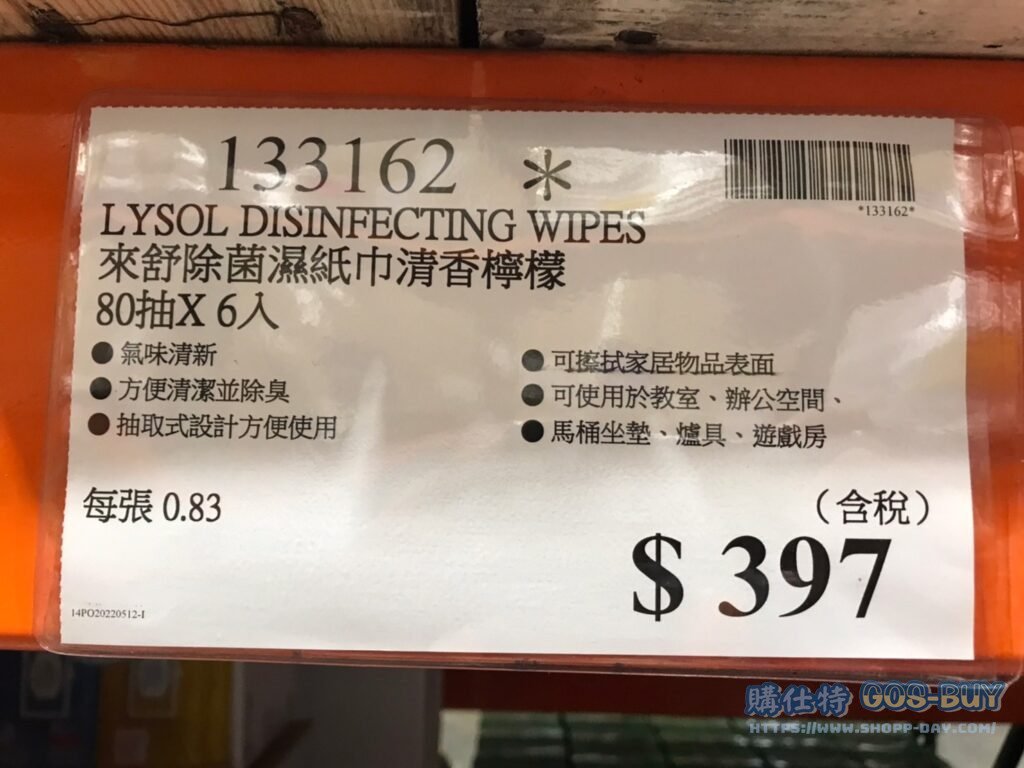 133162 *
*133162*
LYSOL DISINFECTING WIPES
來舒除菌濕紙巾清香檸檬
80抽X 6入
● 氣味清新
● 方便清潔並除臭
● 抽取式設計方便使用
● 可擦拭家居物品表面
● 可使用於教室、辦公空間、
● 馬桶坐墊、爐具、遊戲房
每張 0.83
（含稅）
$ 397
14PO20220512-I
購仕特 GOS-BUY
HTTPS://WWW.SHOPP-DAY.COM/